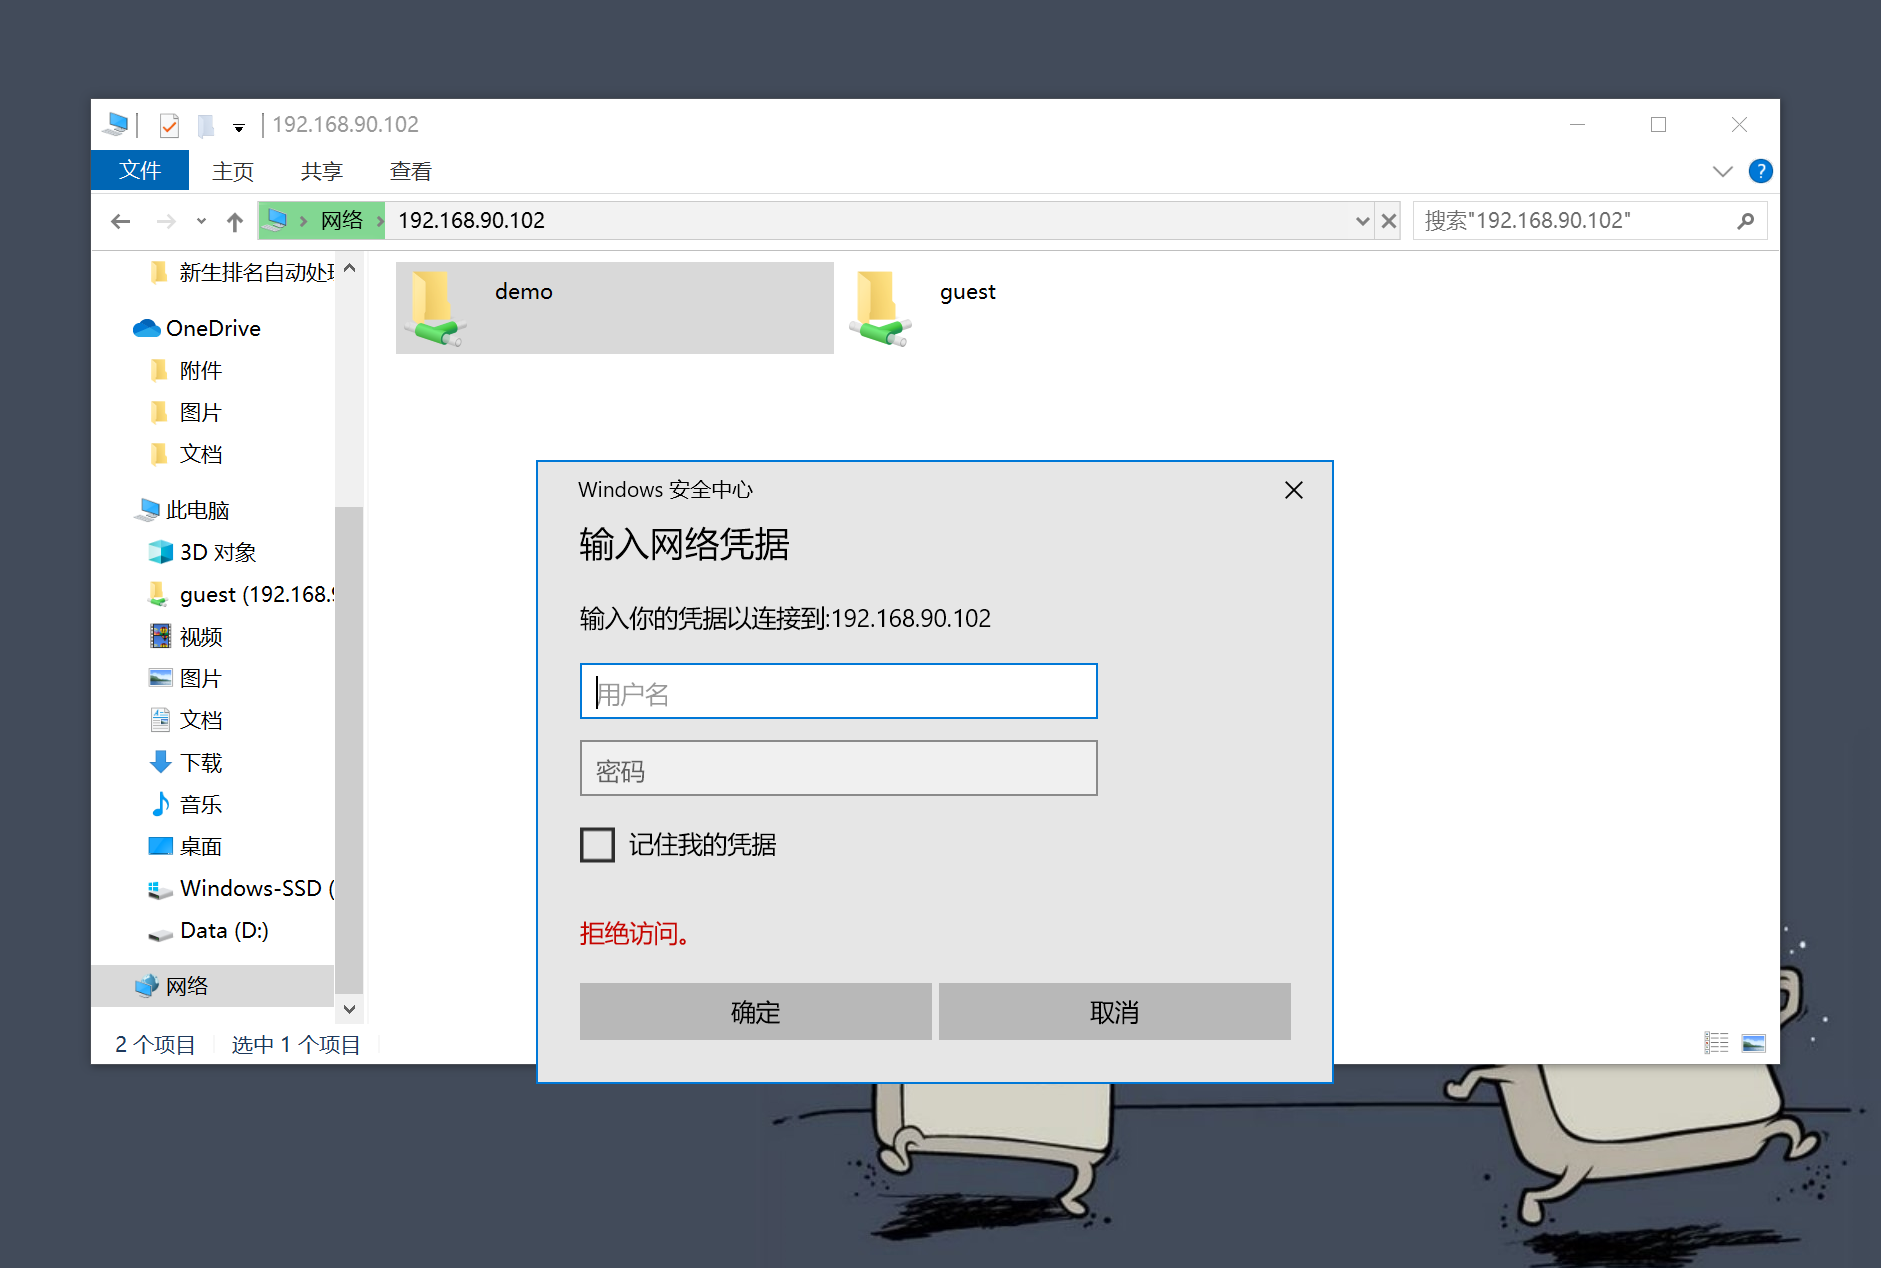 192.168.90.102
文件 主页 共享 查看
网络 192.168.90.102 搜索"192.168.90.102"
新生排名自动处
OneDrive
附件
图片
文档
此电脑
3D 对象
guest (192.168.9
视频
图片
文档
下载
音乐
桌面
Windows-SSD (
Data (D:)
网络
demo
guest
Windows 安全中心
输入网络凭据
输入你的凭据以连接到:192.168.90.102
用户名
密码
记住我的凭据
拒绝访问。
确定 取消
2 个项目 选中 1 个项目